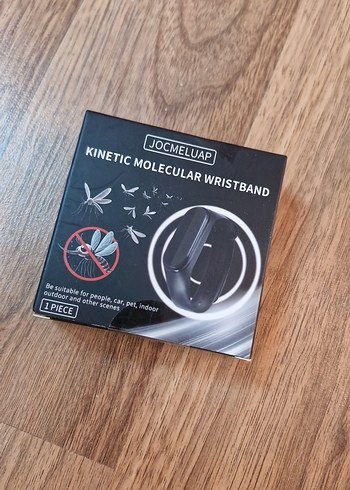 JOCMELUAP
KINETIC MOLECULAR WRISTBAND
Be suitable for people, car, pet, indoor
outdoor and other scenes
1 PIECE